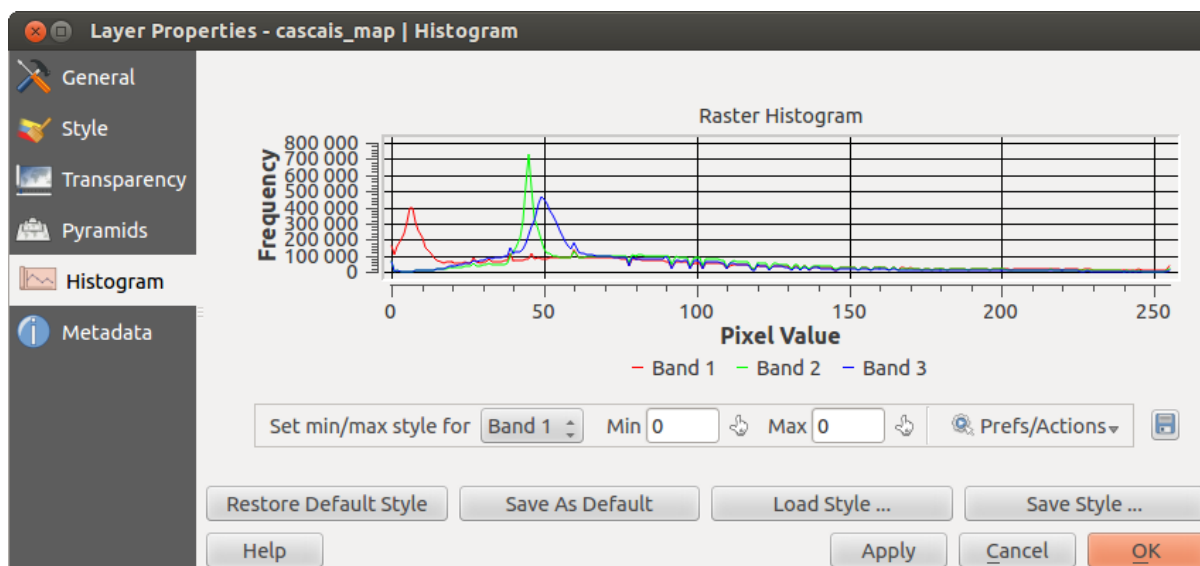 Layer Properties - cascais_map | Histogram
General
Style
Transparency
Pyramids
Histogram
Metadata
Raster Histogram
Frequency
800 000
700 000
600 000
500 000
400 000
300 000
200 000
100 000
0
0 50 100 150 200 250
Pixel Value
Band 1 Band 2 Band 3
Set min/max style for Band 1 Min 0 Max 0 Prefs/Actions
Restore Default Style Save As Default Load Style ... Save Style ...
Help Apply Cancel OK